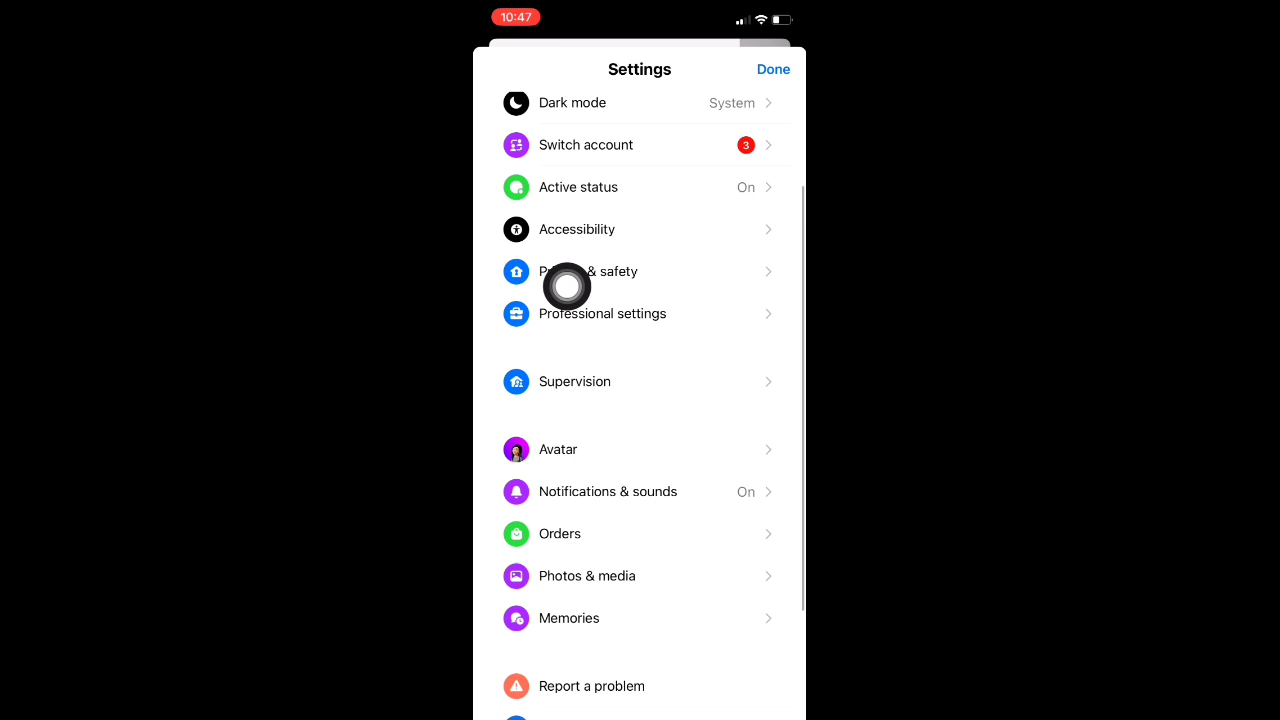 10:47
Settings
Done
Dark mode
System
Switch account
3
Active status
On
Accessibility
& safety
Professional settings
Supervision
Avatar
Notifications & sounds
On
Orders
Photos & media
Memories
Report a problem